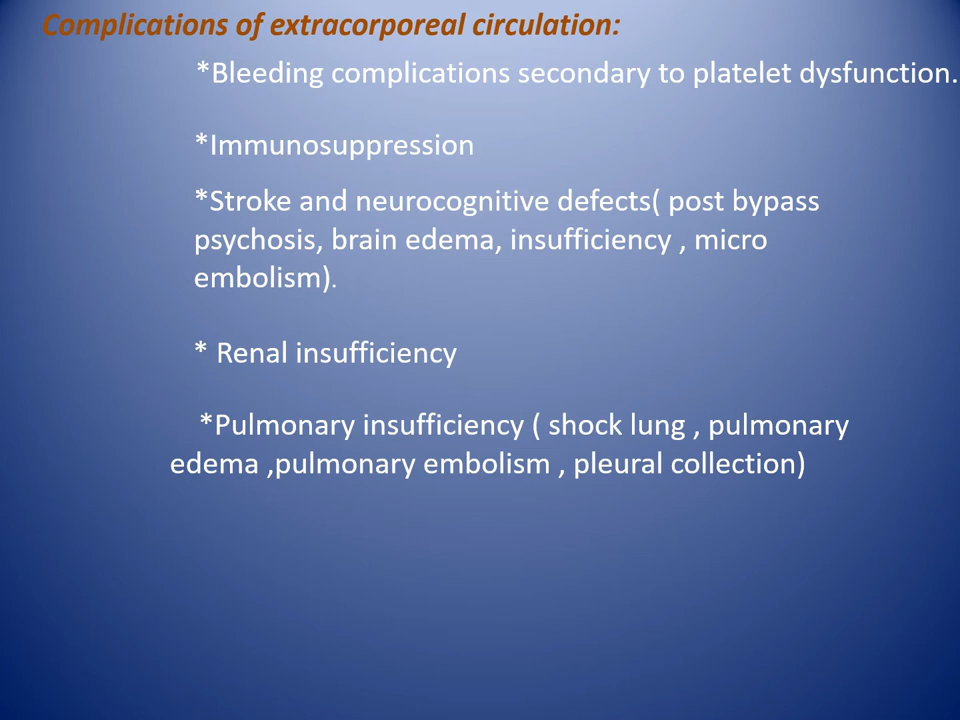 Complications of extracorporeal circulation:
*Bleeding complications secondary to platelet dysfunction.
*Immunosuppression
*Stroke and neurocognitive defects( post bypass
psychosis, brain edema, insufficiency , micro
embolism).
* Renal insufficiency
*Pulmonary insufficiency ( shock lung , pulmonary
edema ,pulmonary embolism , pleural collection)